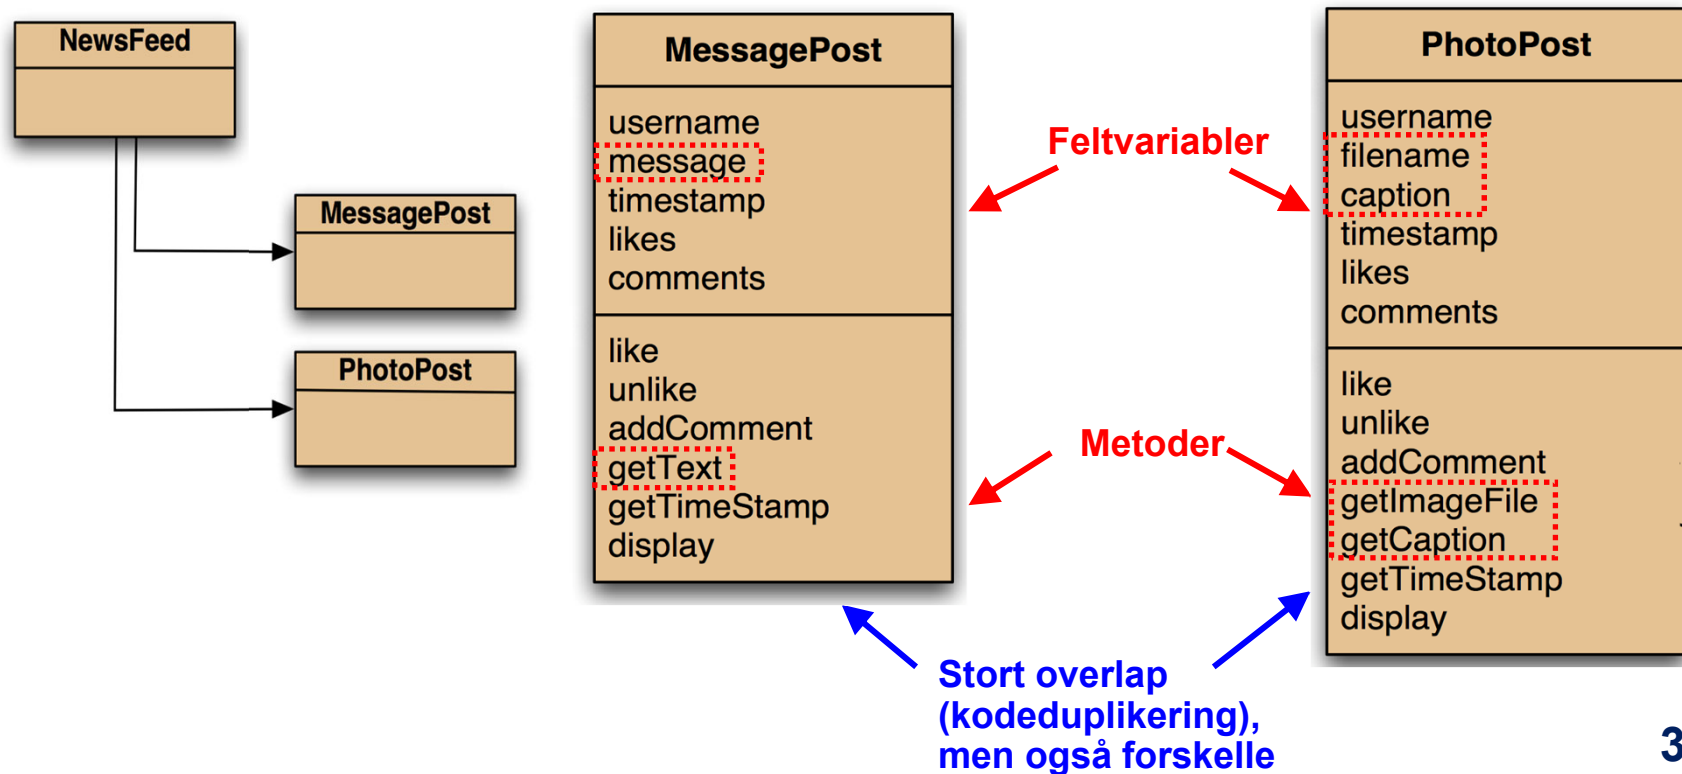 NewsFeed
MessagePost
PhotoPost
MessagePost
username
message
timestamp
likes
comments
like
unlike
addComment
getText
getTimeStamp
display
Feltvariabler
Metoder
Stort overlap
(kodeduplikering),
men også forskelle
PhotoPost
username
filename
caption
timestamp
likes
comments
like
unlike
addComment
getImageFile
getCaption
getTimeStamp
display
3